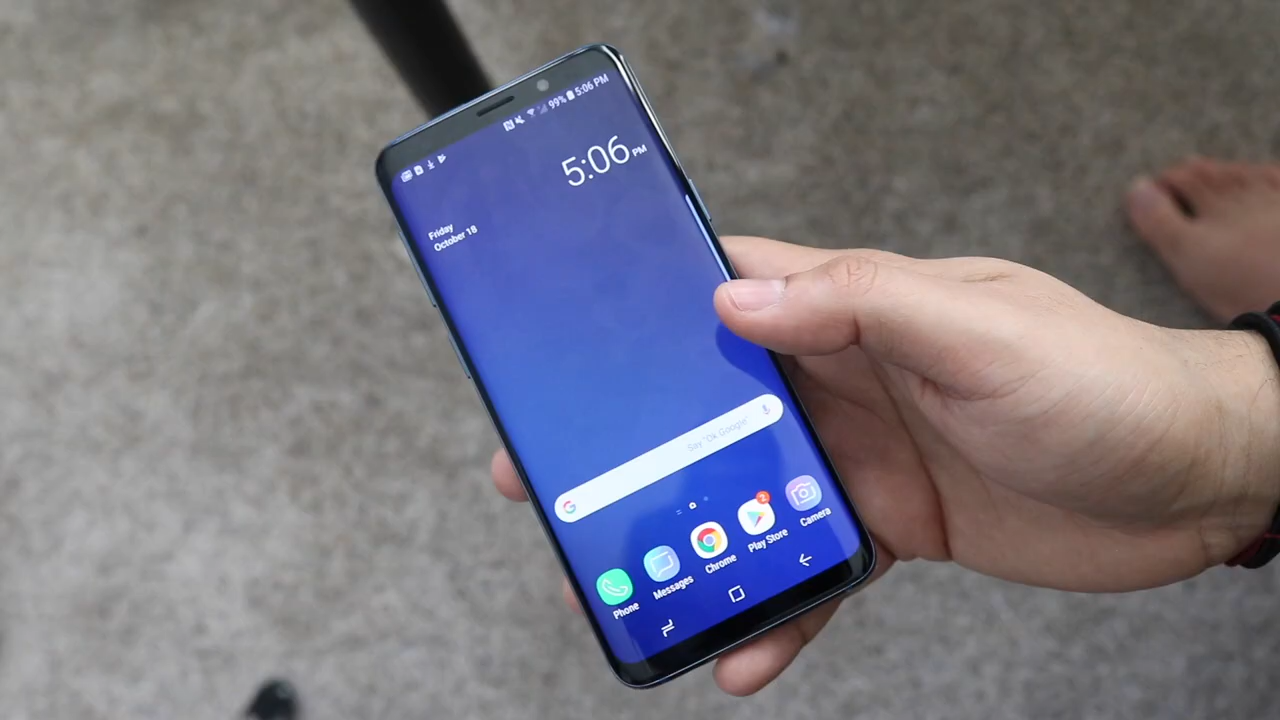 99% 5:06 PM
5:06 PM
Friday
October 18
Say "Ok Google"
2
Phone
Messages
Chrome
Play Store
Camera